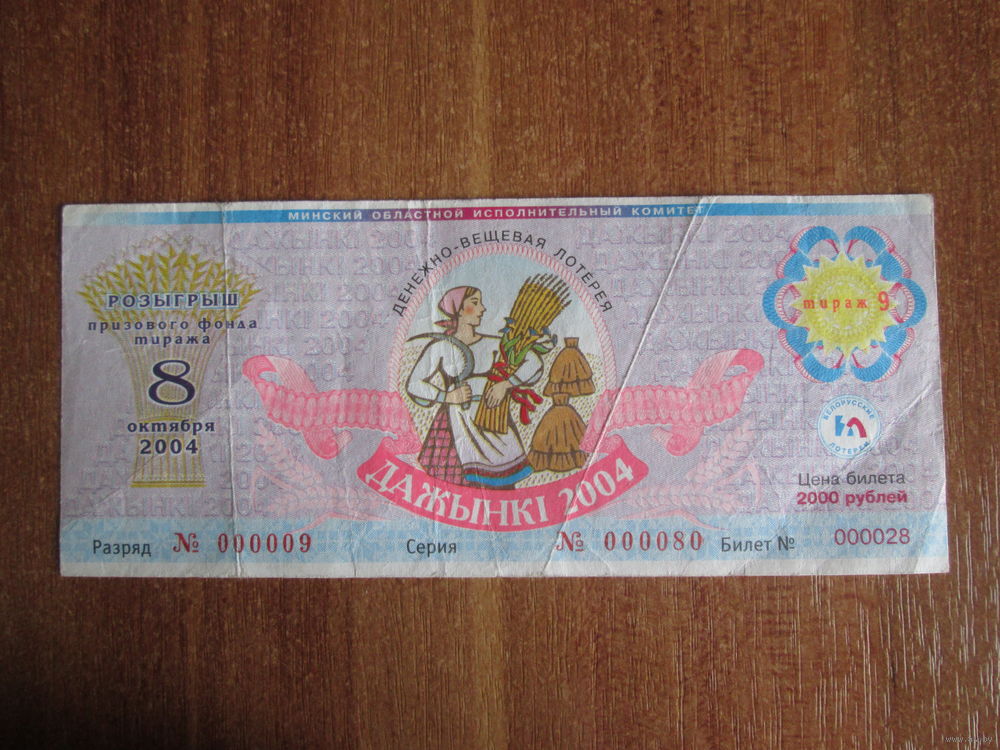 МИНСКИЙ ОБЛАСТНОЙ ИСПОЛНИТЕЛЬНЫЙ КОМИТЕТ
ДЕНЕЖНО-ВЕЩЕВАЯ ЛОТЕРЕЯ
РОЗЫГРЫШ
призового фонда
тиража
8
октября
2004
тираж 9
БЕЛОРУССКИЕ
ЛОТЕРЕИ
Цена билета
2000 рублей
ДАЖЫНКІ 2004
Разряд № 000009 Серия № 000080 Билет № 000028